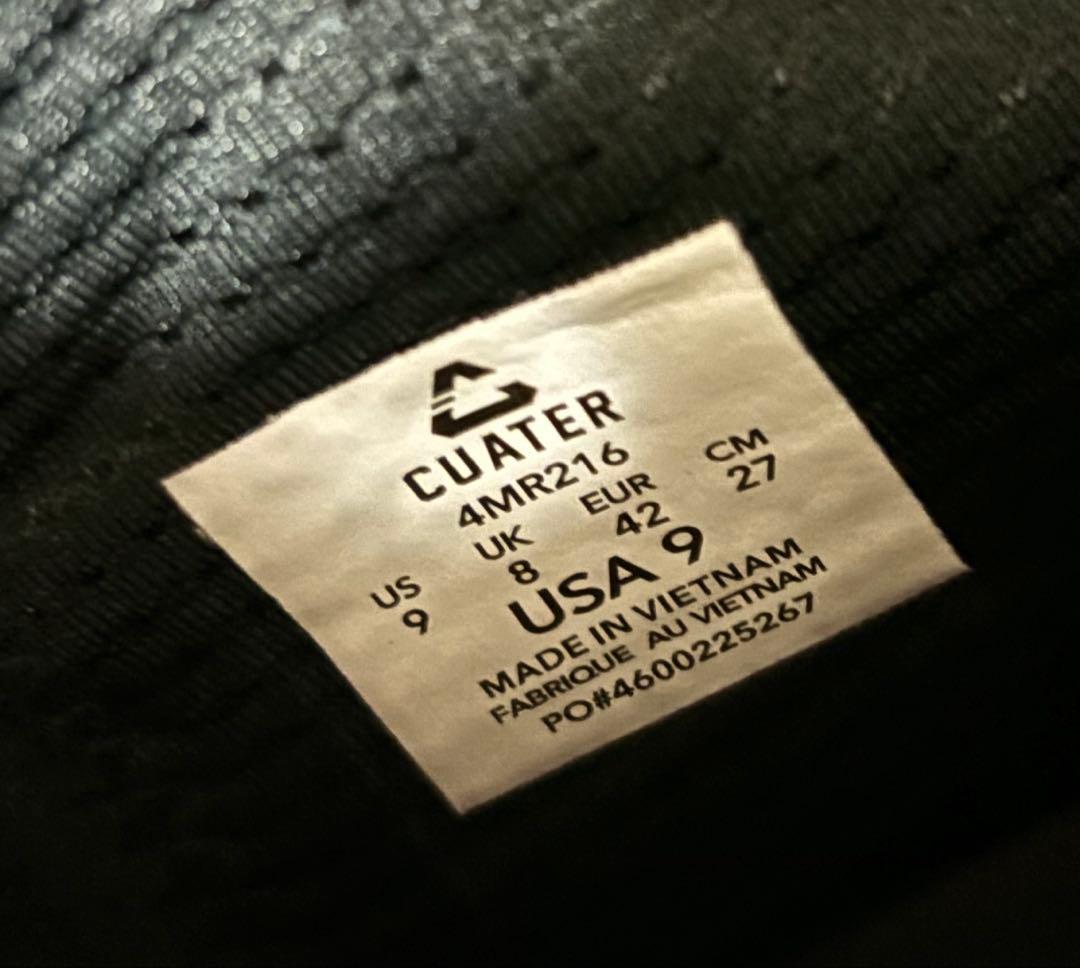 CUATER
4MR216
US UK EUR CM
9 8 42 27
USA 9
MADE IN VIETNAM
FABRIQUE AU VIETNAM
PO#4600225267